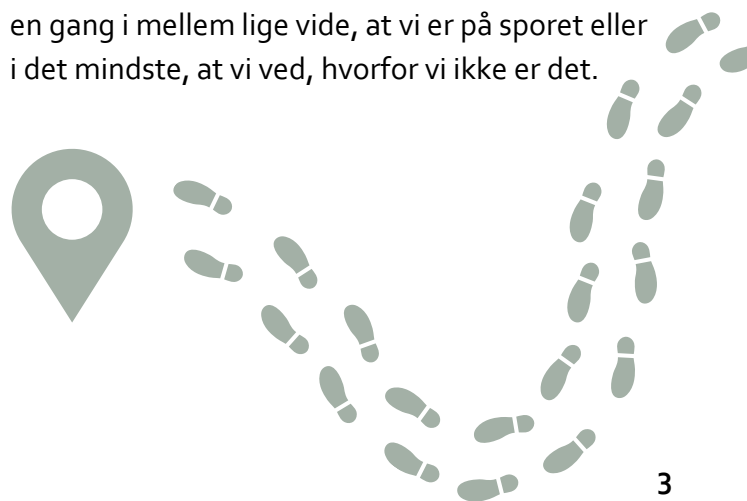 en gang i mellem lige vide, at vi er på sporet eller
i det mindste, at vi ved, hvorfor vi ikke er det.
3